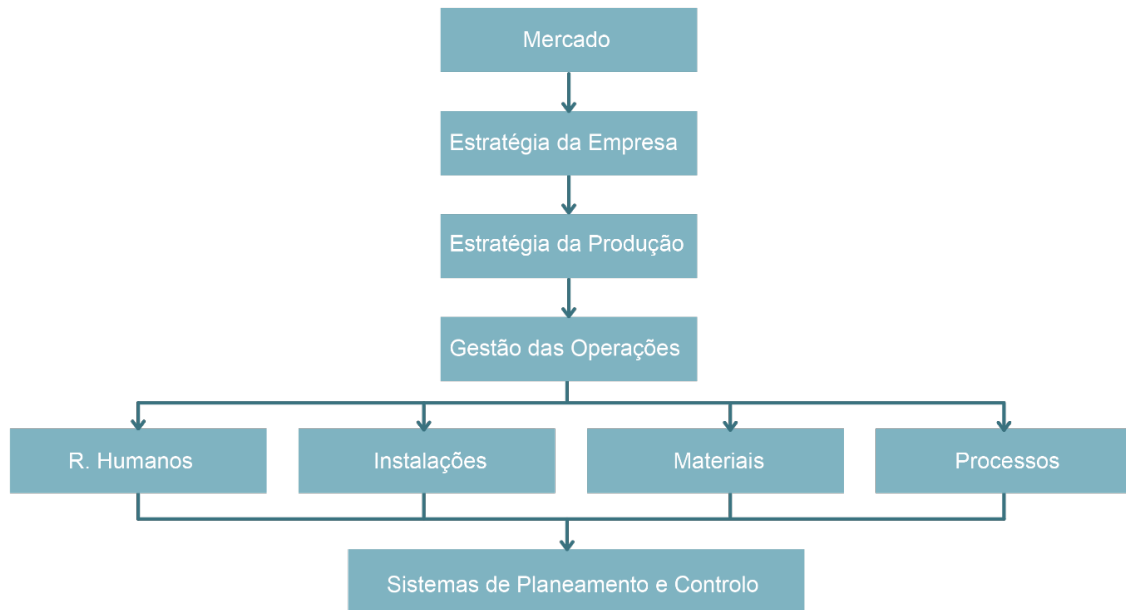 Mercado
Estratégia da Empresa
Estratégia da Produção
Gestão das Operações
R. Humanos
Instalações
Materiais
Processos
Sistemas de Planeamento e Controlo